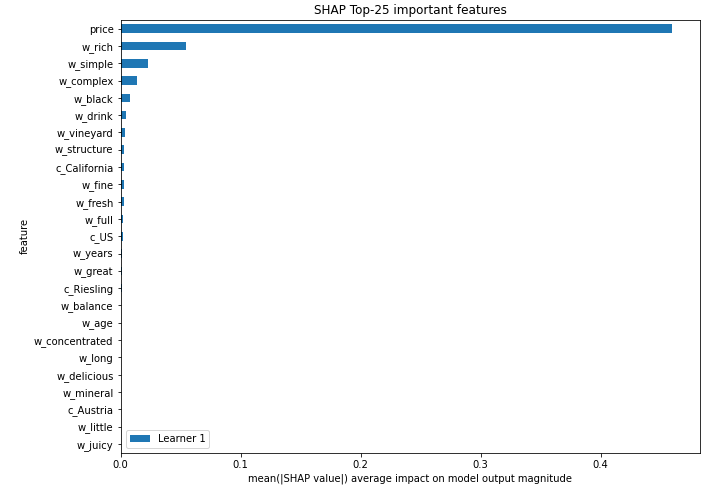 SHAP Top-25 important features
price
w_rich
w_simple
w_complex
w_black
w_drink
w_vineyard
w_structure
c_California
w_fine
w_fresh
w_full
c_US
w_years
w_great
c_Riesling
w_balance
w_age
w_concentrated
w_long
w_delicious
w_mineral
c_Austria
w_little
w_juicy
feature
Learner 1
0.0 0.1 0.2 0.3 0.4
mean(|SHAP value|) average impact on model output magnitude